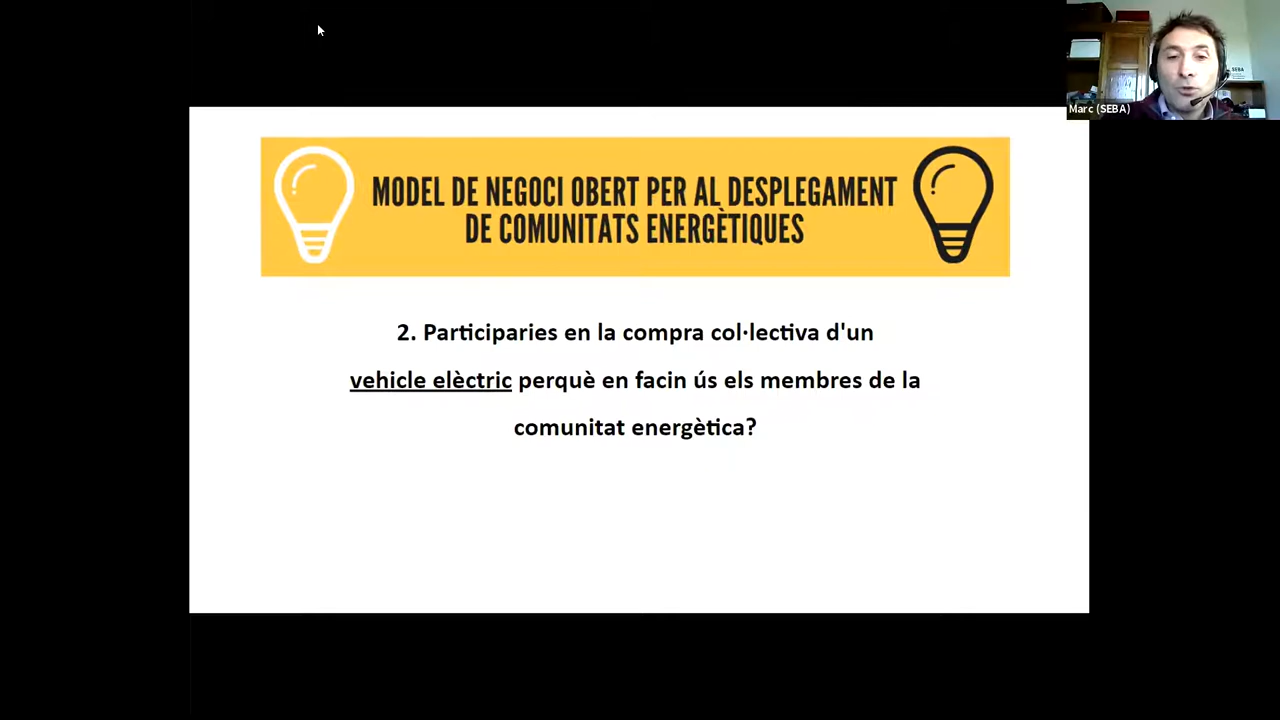 Marc (SEBA)
MODEL DE NEGOCI OBERT PER AL DESPLEGAMENT
DE COMUNITATS ENERGÈTIQUES
2. Participaries en la compra col·lectiva d'un
vehicle elèctric perquè en facin ús els membres de la
comunitat energètica?